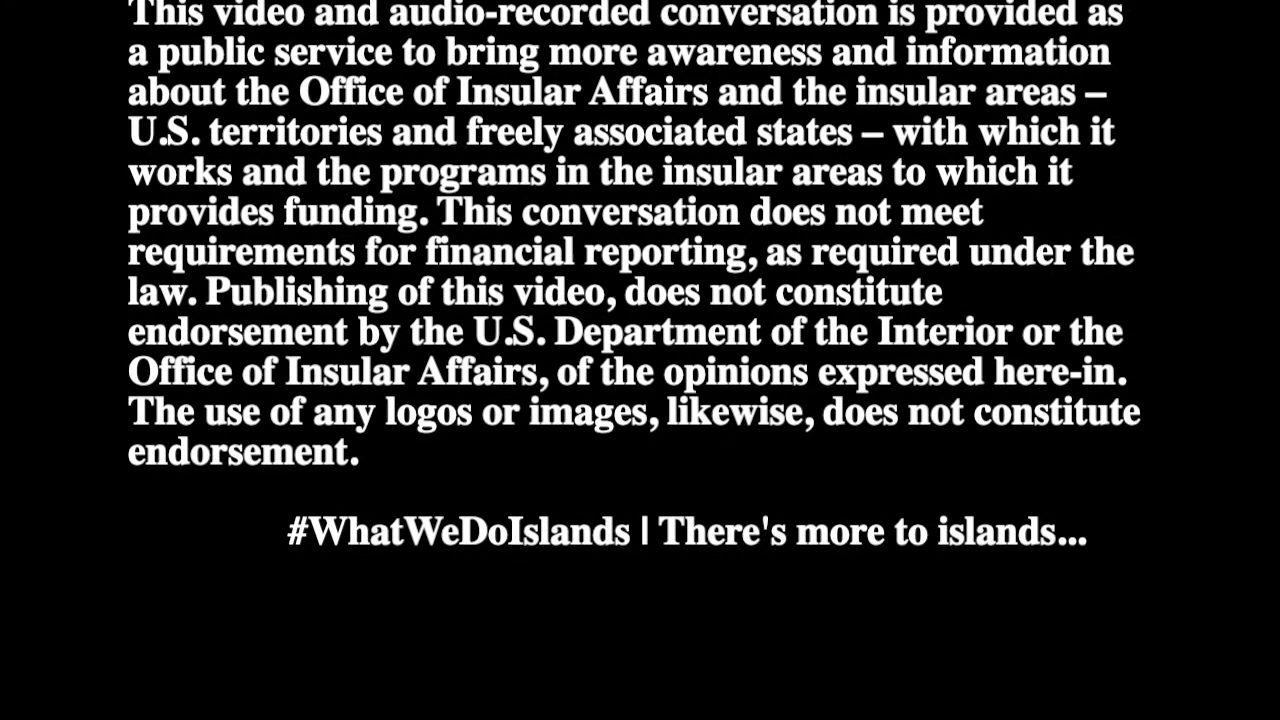 This video and audio-recorded conversation is provided as
a public service to bring more awareness and information
about the Office of Insular Affairs and the insular areas –
U.S. territories and freely associated states – with which it
works and the programs in the insular areas to which it
provides funding. This conversation does not meet
requirements for financial reporting, as required under the
law. Publishing of this video, does not constitute
endorsement by the U.S. Department of the Interior or the
Office of Insular Affairs, of the opinions expressed here-in.
The use of any logos or images, likewise, does not constitute
endorsement.
#WhatWeDoIslands | There's more to islands...